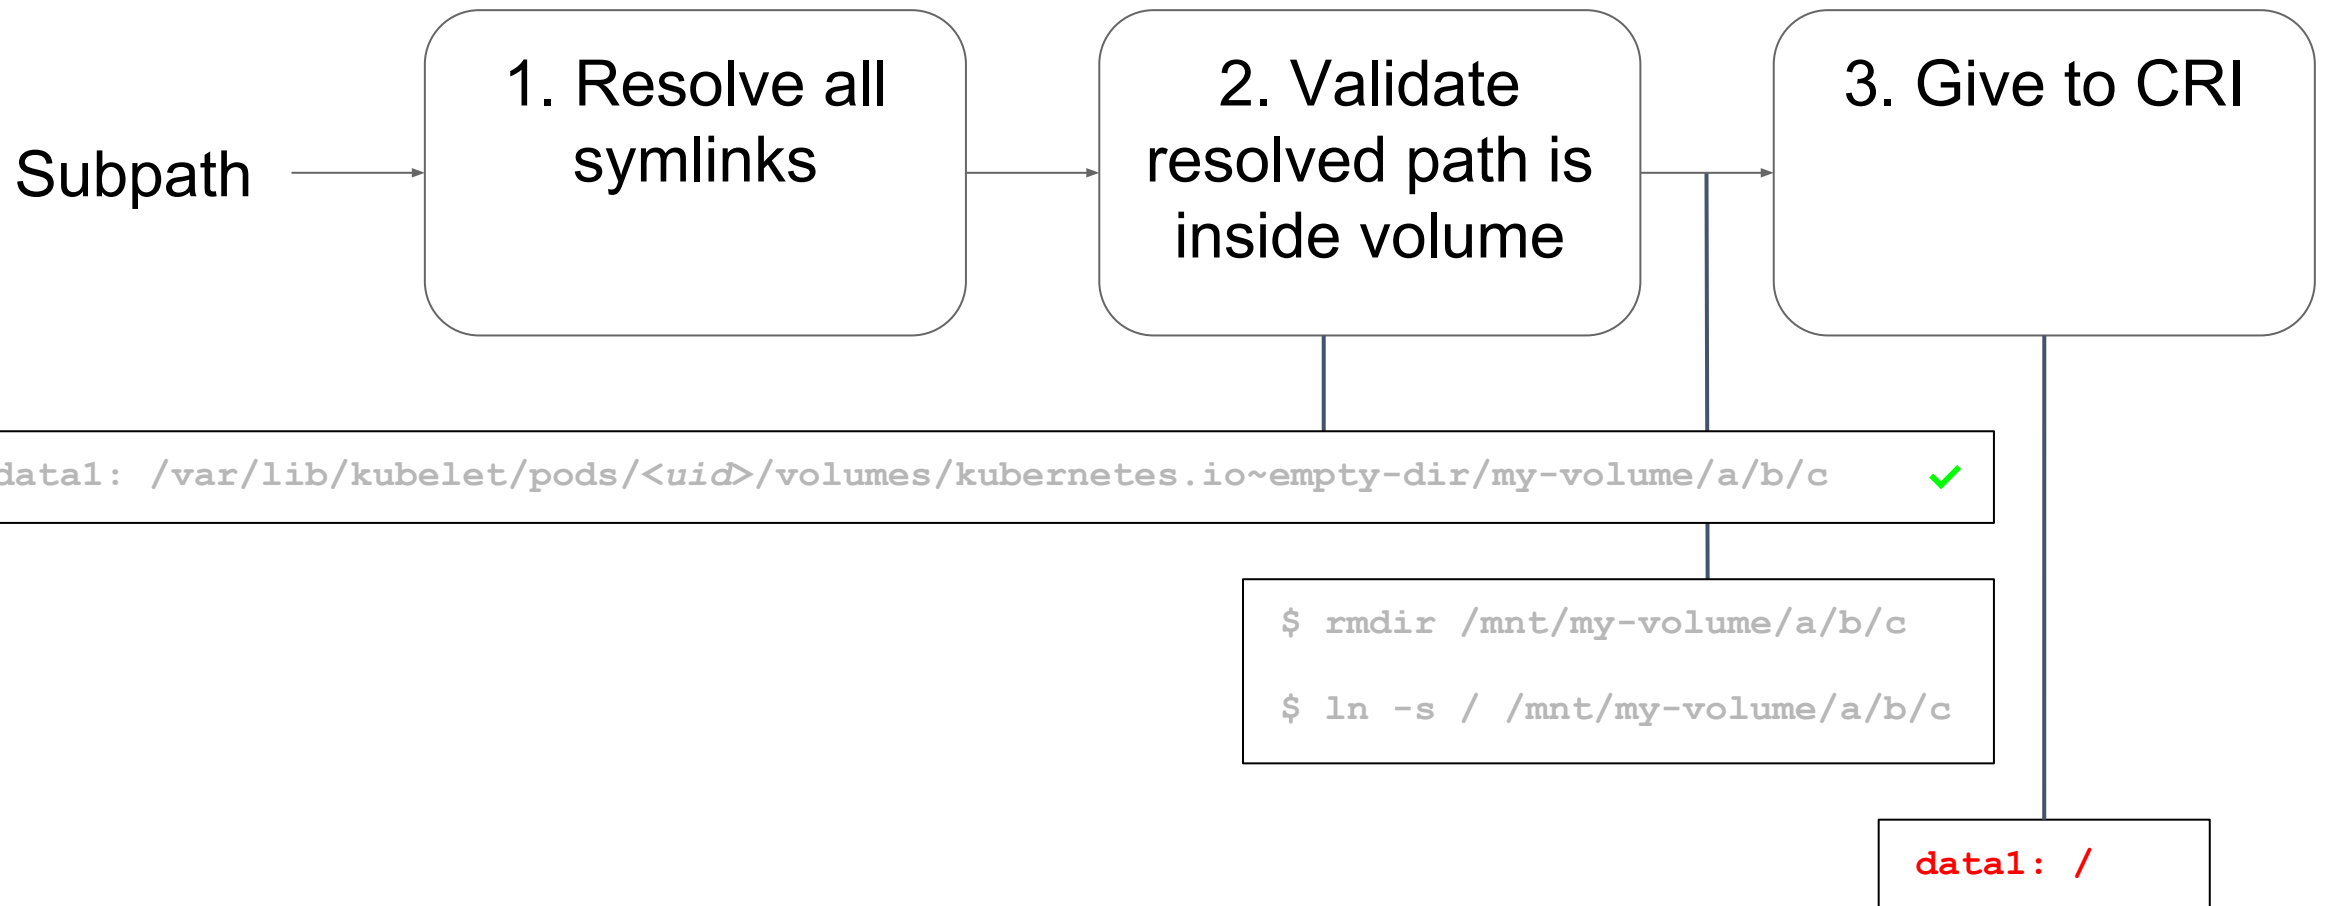 Subpath
1. Resolve all
symlinks
2. Validate
resolved path is
inside volume
3. Give to CRI
data1: /var/lib/kubelet/pods/<uid>/volumes/kubernetes.io~empty-dir/my-volume/a/b/c ✓
$ rmdir /mnt/my-volume/a/b/c
$ ln -s / /mnt/my-volume/a/b/c
data1: /